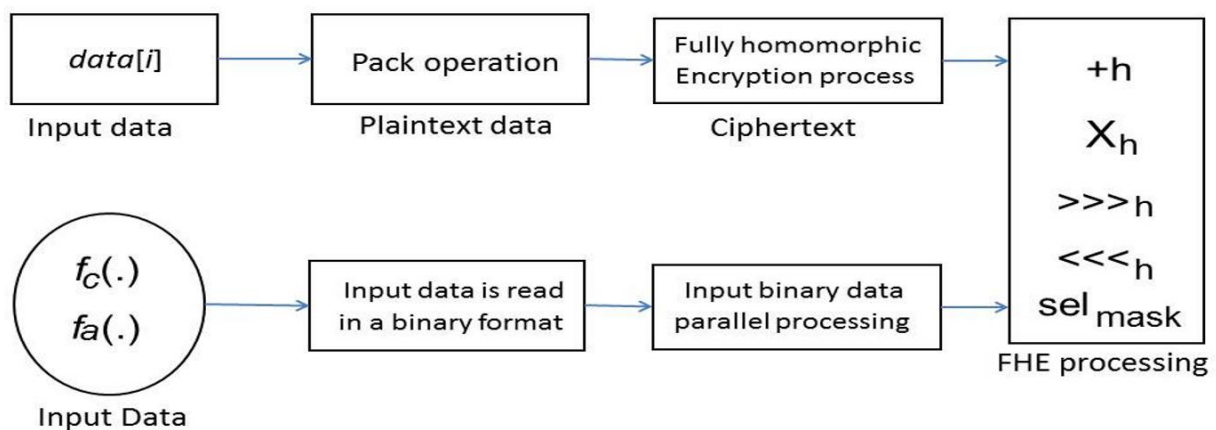 data[i]
Input data
Pack operation
Plaintext data
Fully homomorphic
Encryption process
Ciphertext
+h
Xh
>>>h
<<<h
selmask
FHE processing
fc(.)
fa(.)
Input Data
Input data is read
in a binary format
Input binary data
parallel processing